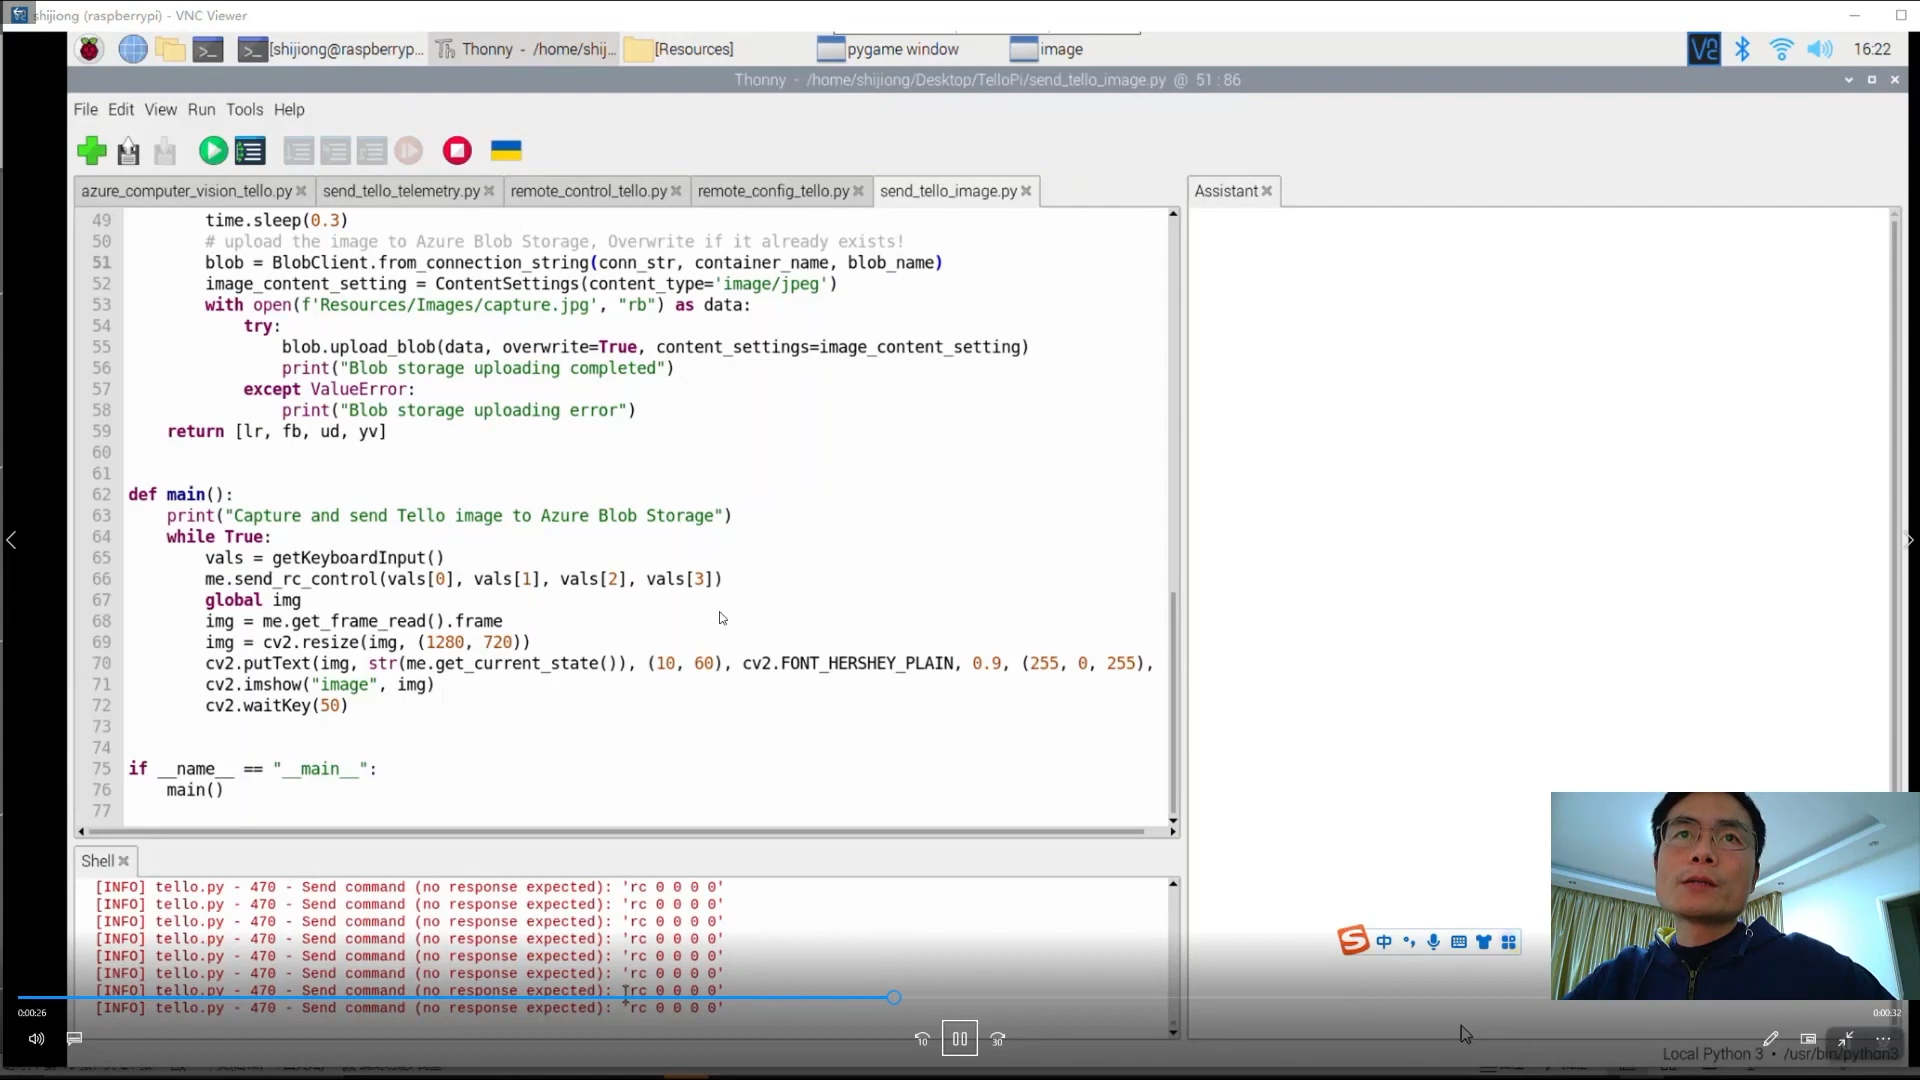 shijiong (raspberrypi) - VNC Viewer
[shijiong@raspberryp... Thonny - /home/shij... [Resources] pygame window image 16:22
Thonny - /home/shijiong/Desktop/TelloPi/send_tello_image.py @ 51 : 86
File Edit View Run Tools Help
azure_computer_vision_tello.py send_tello_telemetry.py remote_control_tello.py remote_config_tello.py send_tello_image.py Assistant
49 time.sleep(0.3)
50 # upload the image to Azure Blob Storage, Overwrite if it already exists!
51 blob = BlobClient.from_connection_string(conn_str, container_name, blob_name)
52 image_content_setting = ContentSettings(content_type='image/jpeg')
53 with open(f'Resources/Images/capture.jpg', "rb") as data:
54 try:
55 blob.upload_blob(data, overwrite=True, content_settings=image_content_setting)
56 print("Blob storage uploading completed")
57 except ValueError:
58 print("Blob storage uploading error")
59 return [lr, fb, ud, yv]
60
61
62 def main():
63 print("Capture and send Tello image to Azure Blob Storage")
64 while True:
65 vals = getKeyboardInput()
66 me.send_rc_control(vals[0], vals[1], vals[2], vals[3])
67 global img
68 img = me.get_frame_read().frame
69 img = cv2.resize(img, (1280, 720))
70 cv2.putText(img, str(me.get_current_state()), (10, 60), cv2.FONT_HERSHEY_PLAIN, 0.9, (255, 0, 255),
71 cv2.imshow("image", img)
72 cv2.waitKey(50)
73
74
75 if __name__ == "__main__":
76 main()
77
Shell
[INFO] tello.py - 470 - Send command (no response expected): 'rc 0 0 0 0'
[INFO] tello.py - 470 - Send command (no response expected): 'rc 0 0 0 0'
[INFO] tello.py - 470 - Send command (no response expected): 'rc 0 0 0 0'
[INFO] tello.py - 470 - Send command (no response expected): 'rc 0 0 0 0'
[INFO] tello.py - 470 - Send command (no response expected): 'rc 0 0 0 0'
[INFO] tello.py - 470 - Send command (no response expected): 'rc 0 0 0 0'
[INFO] tello.py - 470 - Send command (no response expected): 'rc 0 0 0 0'
[INFO] tello.py - 470 - Send command (no response expected): 'rc 0 0 0 0'
中
0:00:26 0:00:32
10 30
Local Python 3 • /usr/bin/python3